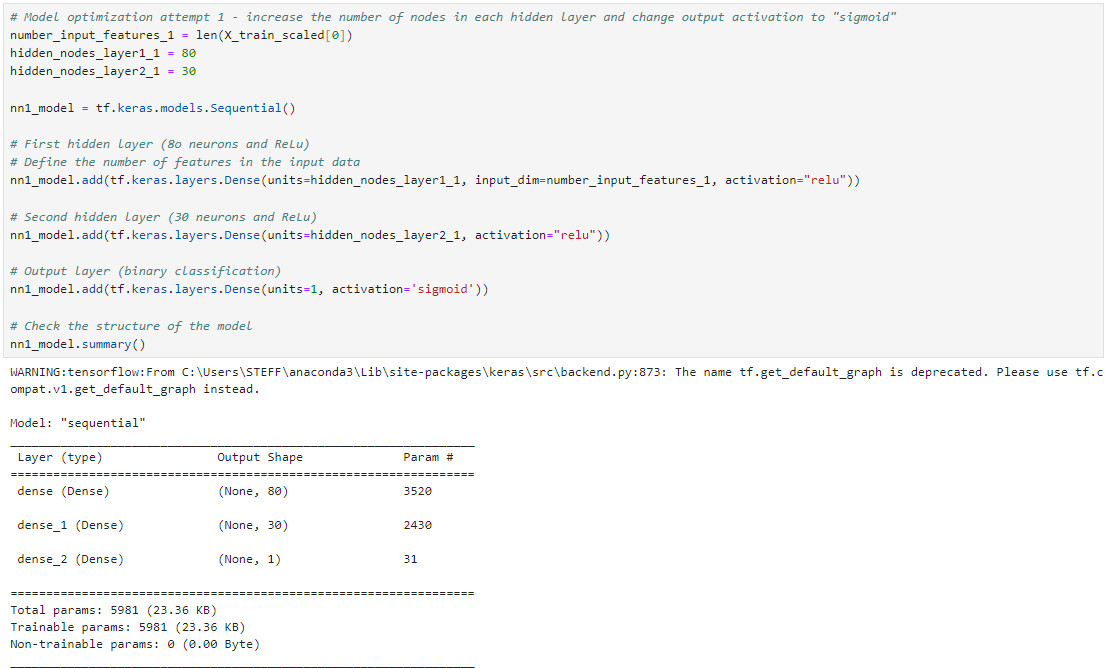 # Model optimization attempt 1 - increase the number of nodes in each hidden layer and change output activation to "sigmoid"
number_input_features_1 = len(X_train_scaled[0])
hidden_nodes_layer1_1 = 80
hidden_nodes_layer2_1 = 30
nn1_model = tf.keras.models.Sequential()
# First hidden layer (8o neurons and ReLu)
# Define the number of features in the input data
nn1_model.add(tf.keras.layers.Dense(units=hidden_nodes_layer1_1, input_dim=number_input_features_1, activation="relu"))
# Second hidden layer (30 neurons and ReLu)
nn1_model.add(tf.keras.layers.Dense(units=hidden_nodes_layer2_1, activation="relu"))
# Output layer (binary classification)
nn1_model.add(tf.keras.layers.Dense(units=1, activation='sigmoid'))
# Check the structure of the model
nn1_model.summary()
WARNING:tensorflow:From C:\Users\STEFF\anaconda3\Lib\site-packages\keras\src\backend.py:873: The name tf.get_default_graph is deprecated. Please use tf.c
ompat.v1.get_default_graph instead.
Model: "sequential"
_________________________________________________________________
Layer (type) Output Shape Param #
=================================================================
dense (Dense) (None, 80) 3520
dense_1 (Dense) (None, 30) 2430
dense_2 (Dense) (None, 1) 31
=================================================================
Total params: 5981 (23.36 KB)
Trainable params: 5981 (23.36 KB)
Non-trainable params: 0 (0.00 Byte)
_________________________________________________________________